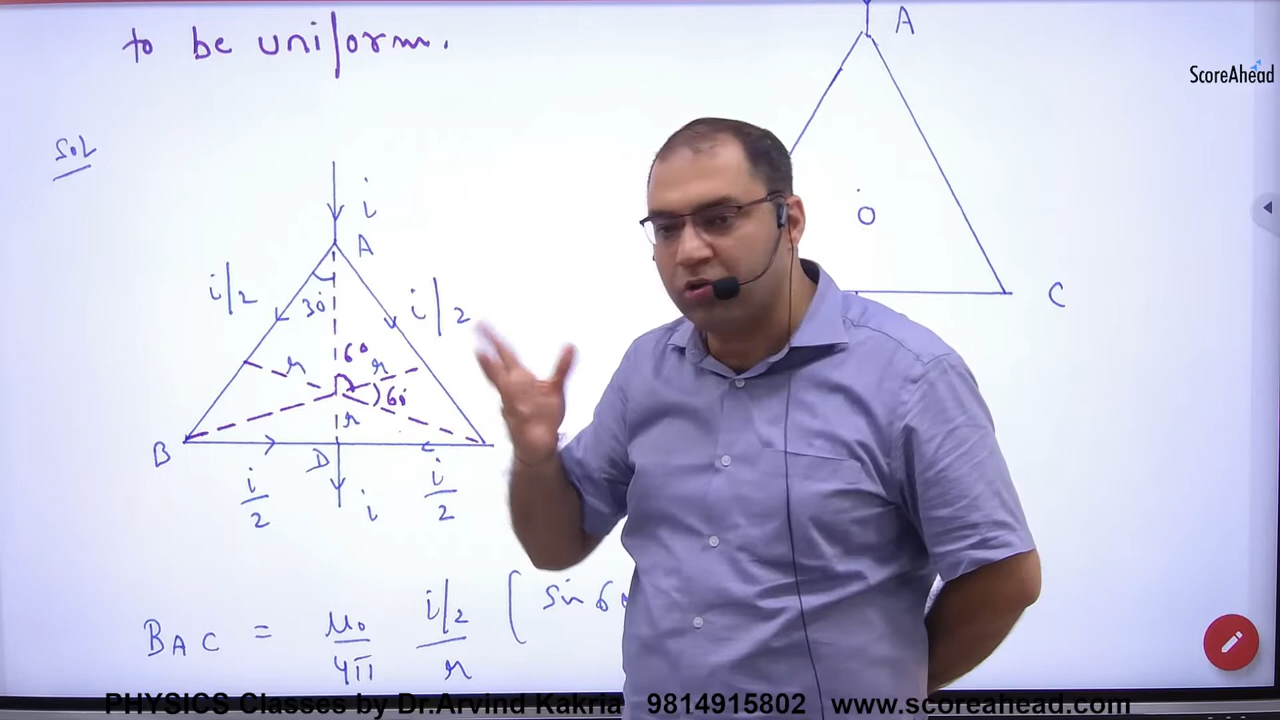 to be uniform.
A
ScoreAhead
Sol
i
A
i/2
30°
i/2
O
60
r
r
60
C
r
B
D
i/2
i
i/2
B_AC = μ₀/4π (i/2)/r ( sin 60
PHYSICS Classes by Dr.Arvind Kakria 9814915802 www.scoreahead.com